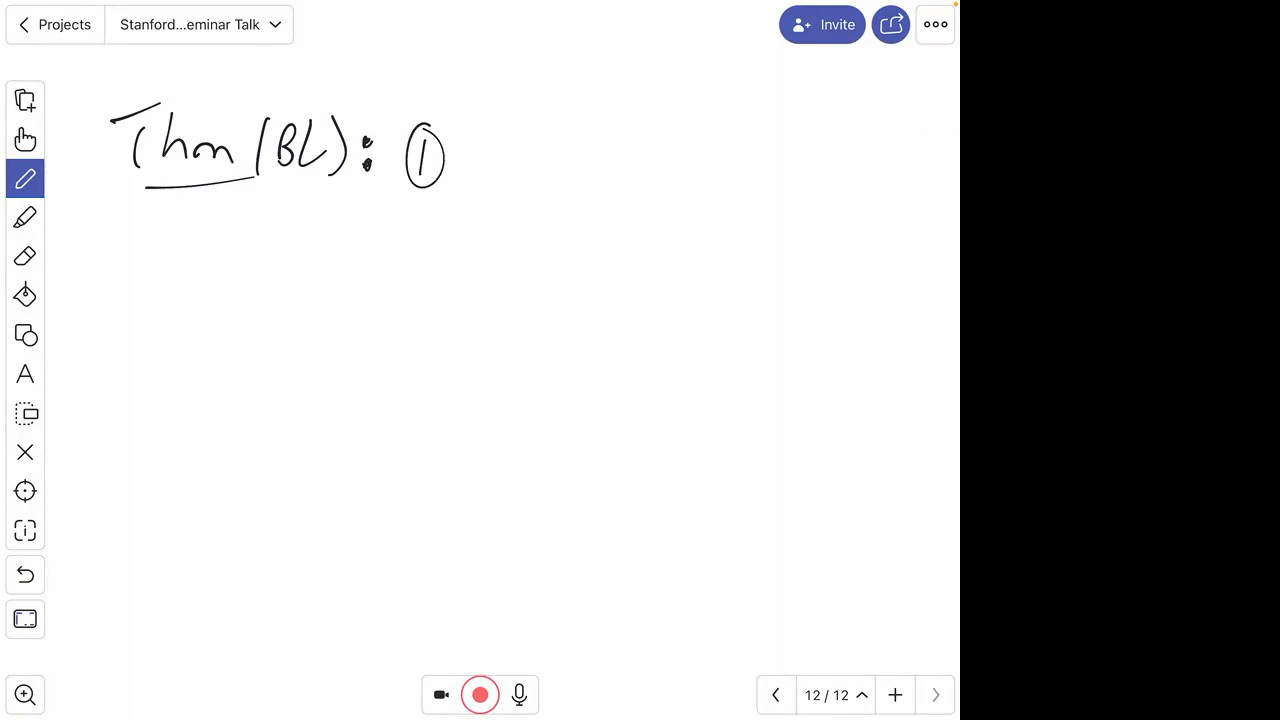 Projects
Stanford...eminar Talk
Invite
Thm (BL): ①
A
12 / 12